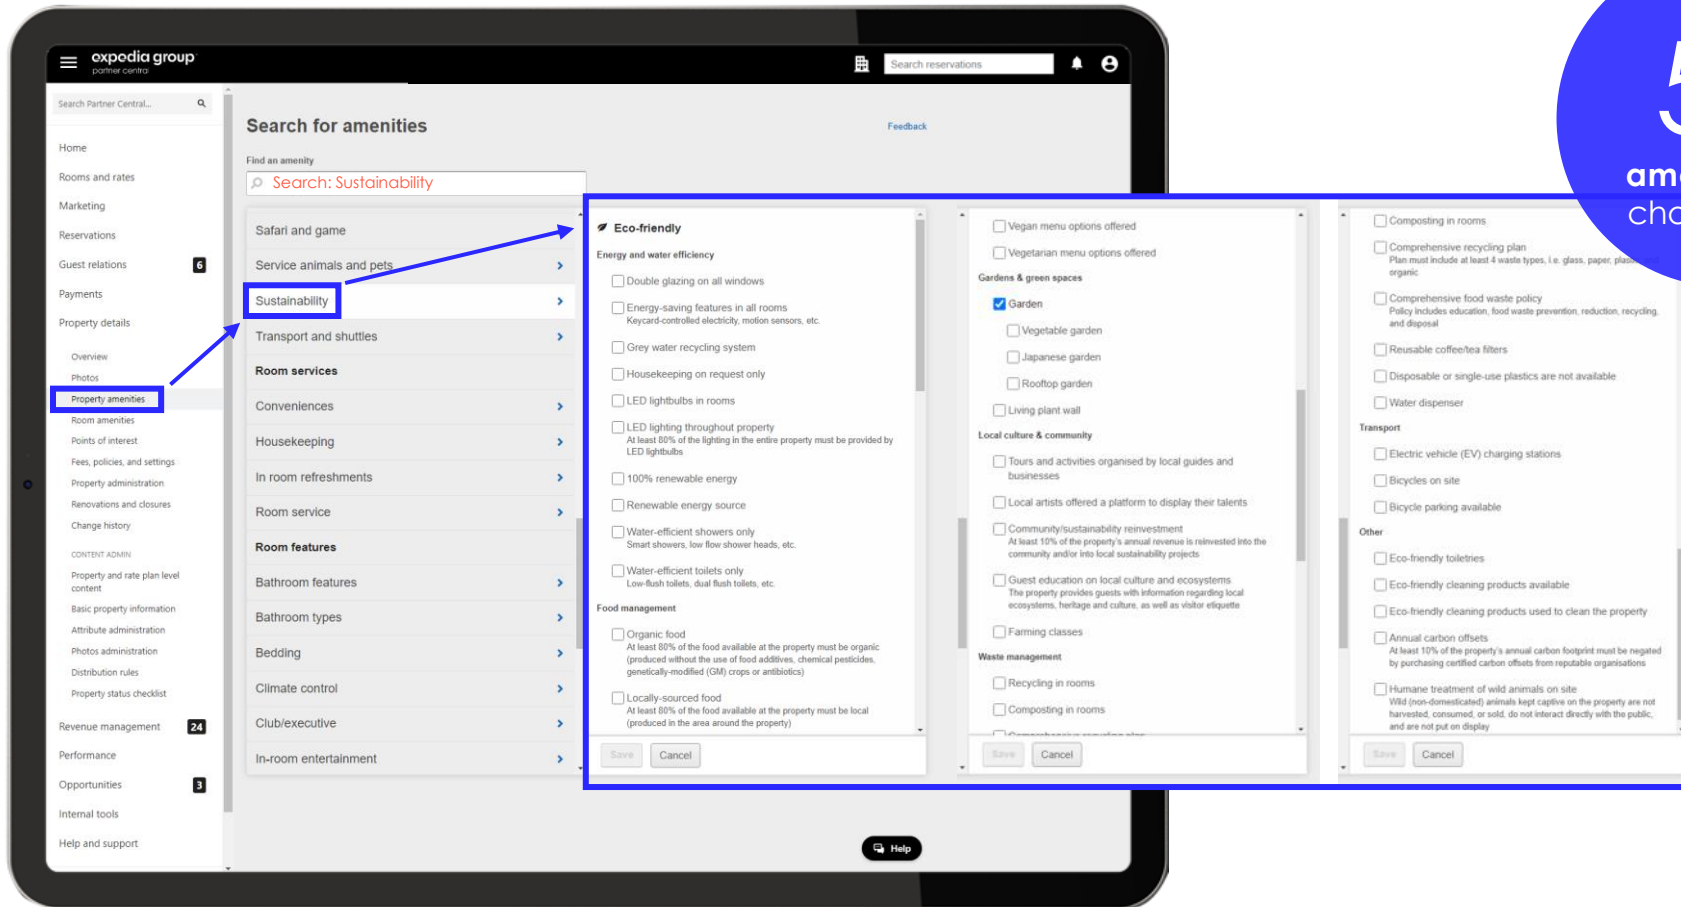 expedia group
partner central
Search reservations
Search Partner Central...
Home
Rooms and rates
Marketing
Reservations
Guest relations 6
Payments
Property details
Overview
Photos
Property amenities
Room amenities
Points of interest
Fees, policies, and settings
Property administration
Renovations and closures
Change history
CONTENT ADMIN
Property and rate plan level
content
Basic property information
Attribute administration
Photos administration
Distribution rules
Property status checklist
Revenue management 24
Performance
Opportunities 3
Internal tools
Help and support
Search for amenities
Feedback
Find an amenity
Search: Sustainability
Safari and game
Service animals and pets
Sustainability
Transport and shuttles
Room services
Conveniences
Housekeeping
In room refreshments
Room service
Room features
Bathroom features
Bathroom types
Bedding
Climate control
Club/executive
In-room entertainment
Eco-friendly
Energy and water efficiency
Double glazing on all windows
Energy-saving features in all rooms
Keycard-controlled electricity, motion sensors, etc.
Grey water recycling system
Housekeeping on request only
LED lightbulbs in rooms
LED lighting throughout property
At least 80% of the lighting in the entire property must be provided by
LED lightbulbs
100% renewable energy
Renewable energy source
Water-efficient showers only
Smart showers, low flow shower heads, etc.
Water-efficient toilets only
Low-flush toilets, dual flush toilets, etc.
Food management
Organic food
At least 80% of the food available at the property must be organic
(produced without the use of food additives, chemical pesticides,
genetically-modified (GM) crops or antibiotics)
Locally-sourced food
At least 80% of the food available at the property must be local
(produced in the area around the property)
Save Cancel
Vegan menu options offered
Vegetarian menu options offered
Gardens & green spaces
Garden
Vegetable garden
Japanese garden
Rooftop garden
Living plant wall
Local culture & community
Tours and activities organised by local guides and
businesses
Local artists offered a platform to display their talents
Community/sustainability reinvestment
At least 10% of the property's annual revenue is reinvested into the
community and/or into local sustainability projects
Guest education on local culture and ecosystems
The property provides guests with information regarding local
ecosystems, heritage and culture, as well as visitor etiquette
Farming classes
Waste management
Recycling in rooms
Composting in rooms
Comprehensive recycling plan
Save Cancel
Composting in rooms
Comprehensive recycling plan
Plan must include at least 4 waste types, i.e. glass, paper,
organic
Comprehensive food waste policy
Policy includes education, food waste prevention, reduction, recycling,
and disposal
Reusable coffee/tea filters
Disposable or single-use plastics are not available
Water dispenser
Transport
Electric vehicle (EV) charging stations
Bicycles on site
Bicycle parking available
Other
Eco-friendly toiletries
Eco-friendly cleaning products available
Eco-friendly cleaning products used to clean the property
Annual carbon offsets
At least 10% of the property's annual carbon footprint must be negated
by purchasing certified carbon offsets from reputable organisations
Humane treatment of wild animals on site
Wild (non-domesticated) animals kept captive on the property are not
harvested, consumed, or sold, do not interact directly with the public,
and are not put on display
Save Cancel
Help